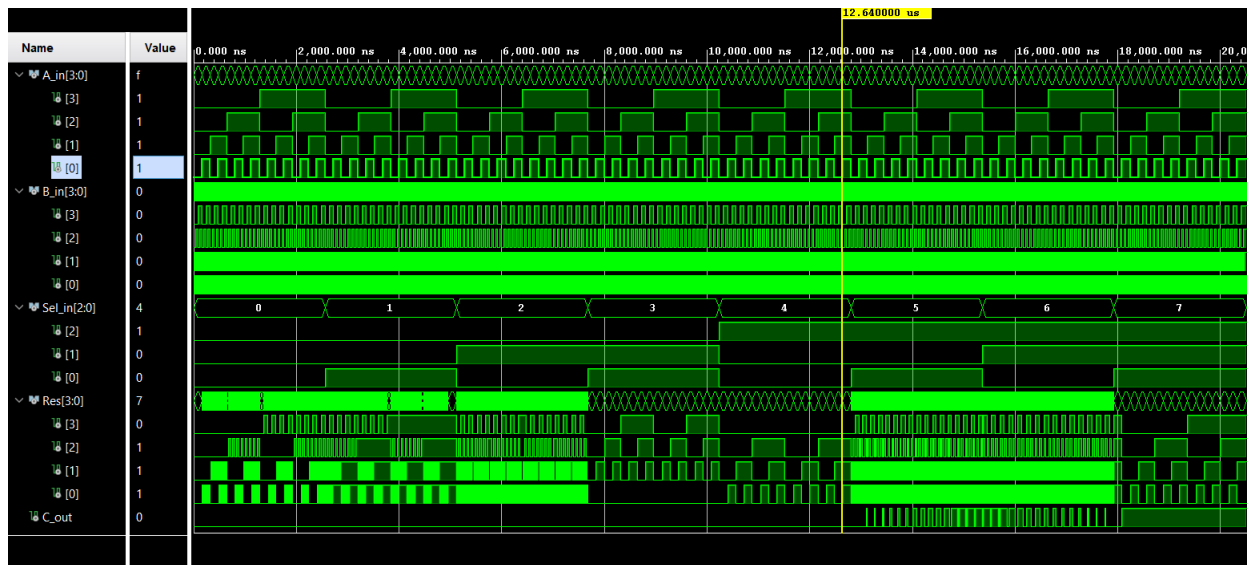 12.640000 us
Name Value
0.000 ns 2,000.000 ns 4,000.000 ns 6,000.000 ns 8,000.000 ns 10,000.000 ns 12,000.000 ns 14,000.000 ns 16,000.000 ns 18,000.000 ns 20,0
A_in[3:0] f
[3] 1
[2] 1
[1] 1
[0] 1
B_in[3:0] 0
[3] 0
[2] 0
[1] 0
[0] 0
Sel_in[2:0] 4 0 1 2 3 4 5 6 7
[2] 1
[1] 0
[0] 0
Res[3:0] 7
[3] 0
[2] 1
[1] 1
[0] 1
C_out 0